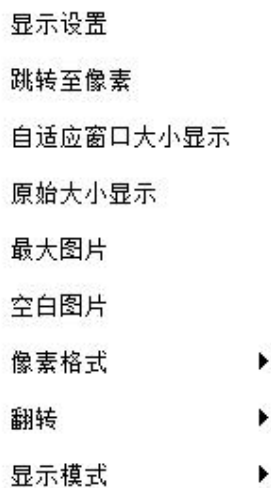 显示设置
跳转至像素
自适应窗口大小显示
原始大小显示
最大图片
空白图片
像素格式
翻转
显示模式